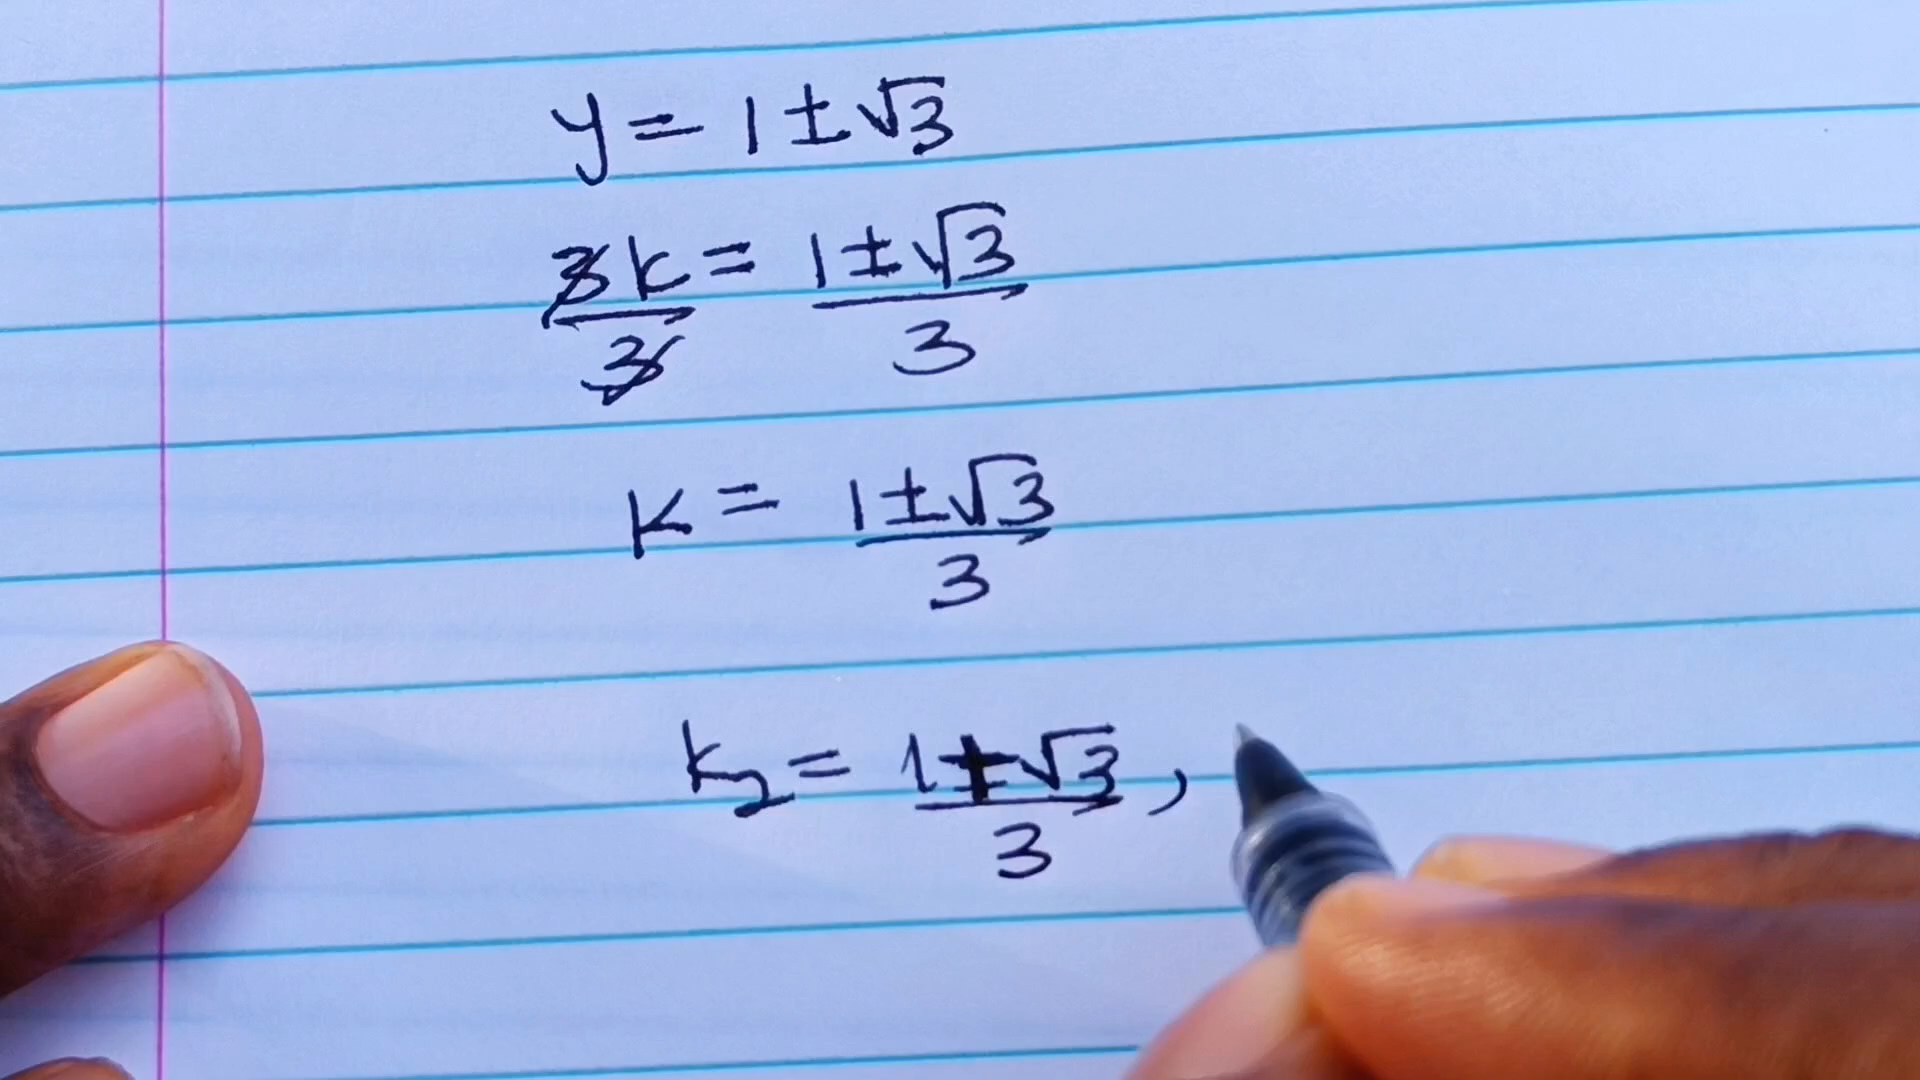 y = 1 ± √3
3k/3 = 1 ± √3/3
k = 1 ± √3/3
k₂ = 1 + √3/3 ,